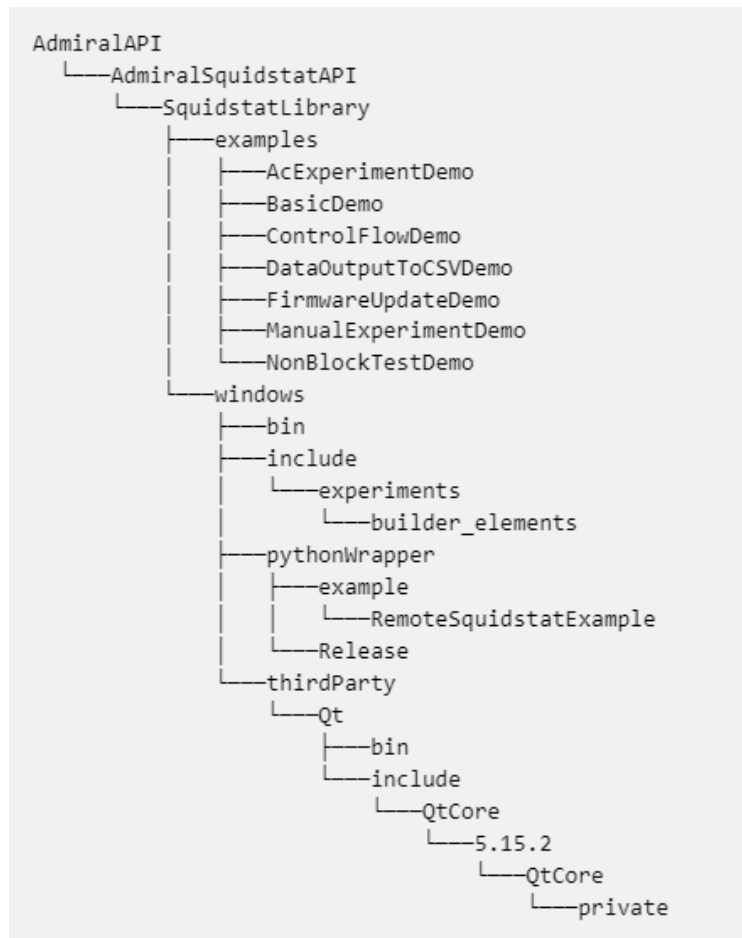 AdmiralAPI
└───AdmiralSquidstatAPI
└───SquidstatLibrary
├───examples
│ ├───AcExperimentDemo
│ ├───BasicDemo
│ ├───ControlFlowDemo
│ ├───DataOutputToCSVDemo
│ ├───FirmwareUpdateDemo
│ ├───ManualExperimentDemo
│ └───NonBlockTestDemo
└───windows
├───bin
├───include
│ └───experiments
│ └───builder_elements
├───pythonWrapper
│ ├───example
│ │ └───RemoteSquidstatExample
│ └───Release
└───thirdParty
└───Qt
├───bin
└───include
└───QtCore
└───5.15.2
└───QtCore
└───private